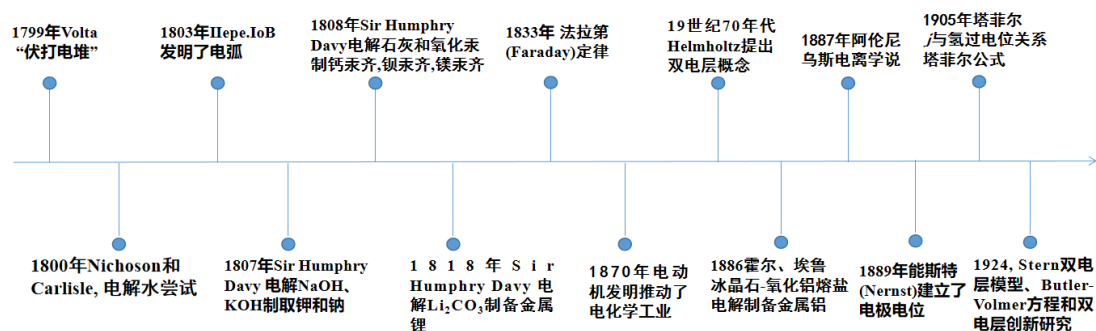 1799年Volta
“伏打电堆”
1803年IIepe.IoB
发明了电弧
1808年Sir Humphry
Davy电解石灰和氧化汞
制钙汞齐,钡汞齐,镁汞齐
1833年 法拉第
(Faraday)定律
19世纪70年代
Helmholtz提出
双电层概念
1887年阿伦尼
乌斯电离学说
1905年塔菲尔
j与氢过电位关系
塔菲尔公式
1800年Nichoson和
Carlisle, 电解水尝试
1807年Sir Humphry
Davy 电解NaOH、
KOH制取钾和钠
1818年Sir
Humphry Davy 电
解Li₂CO₃制备金属
锂
1870年电动
机发明推动了
电化学工业
1886霍尔、埃鲁
冰晶石-氧化铝熔盐
电解制备金属铝
1889年能斯特
(Nernst)建立了
电极电位
1924, Stern双电
层模型、Butler-
Volmer方程和双
电层创新研究